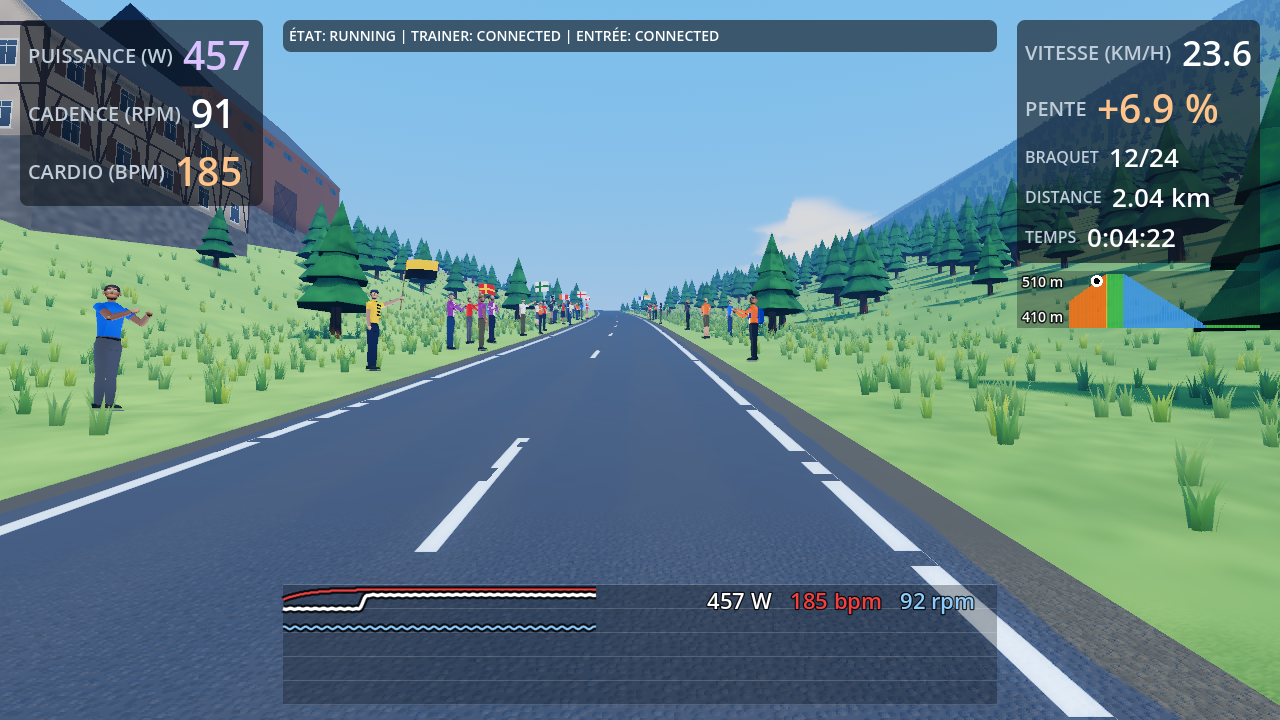 PUISSANCE (W) 457
CADENCE (RPM) 91
CARDIO (BPM) 185
ÉTAT: RUNNING | TRAINER: CONNECTED | ENTRÉE: CONNECTED
VITESSE (KM/H) 23.6
PENTE +6.9 %
BRAQUET 12/24
DISTANCE 2.04 km
TEMPS 0:04:22
510 m
410 m
457 W 185 bpm 92 rpm